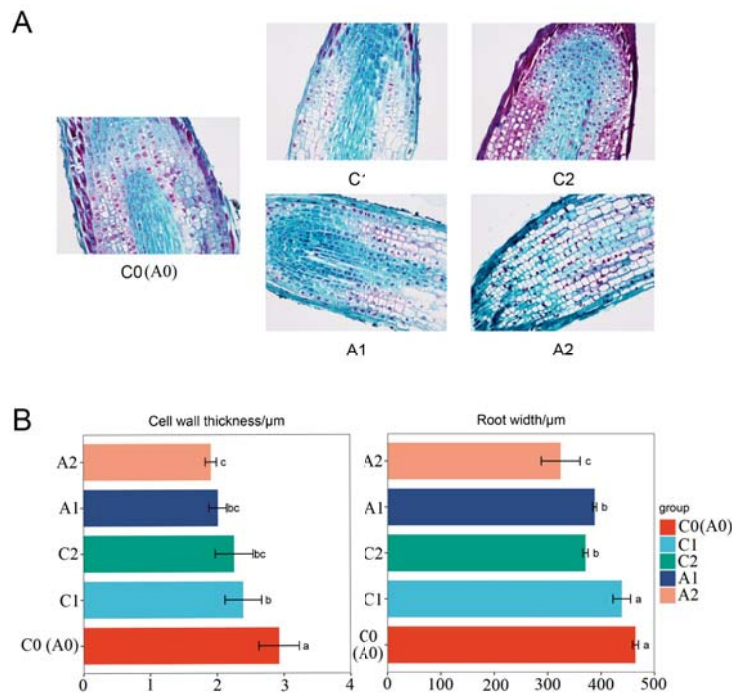 A
C0(A0)
C1
C2
A1
A2
B
Cell wall thickness/µm
A2
c
A1
bc
C2
bc
C1
b
C0 (A0)
a
0 1 2 3 4
Root width/µm
A2
c
A1
b
C2
b
C1
a
C0
(A0)
a
0 100 200 300 400 500
group
C0(A0)
C1
C2
A1
A2